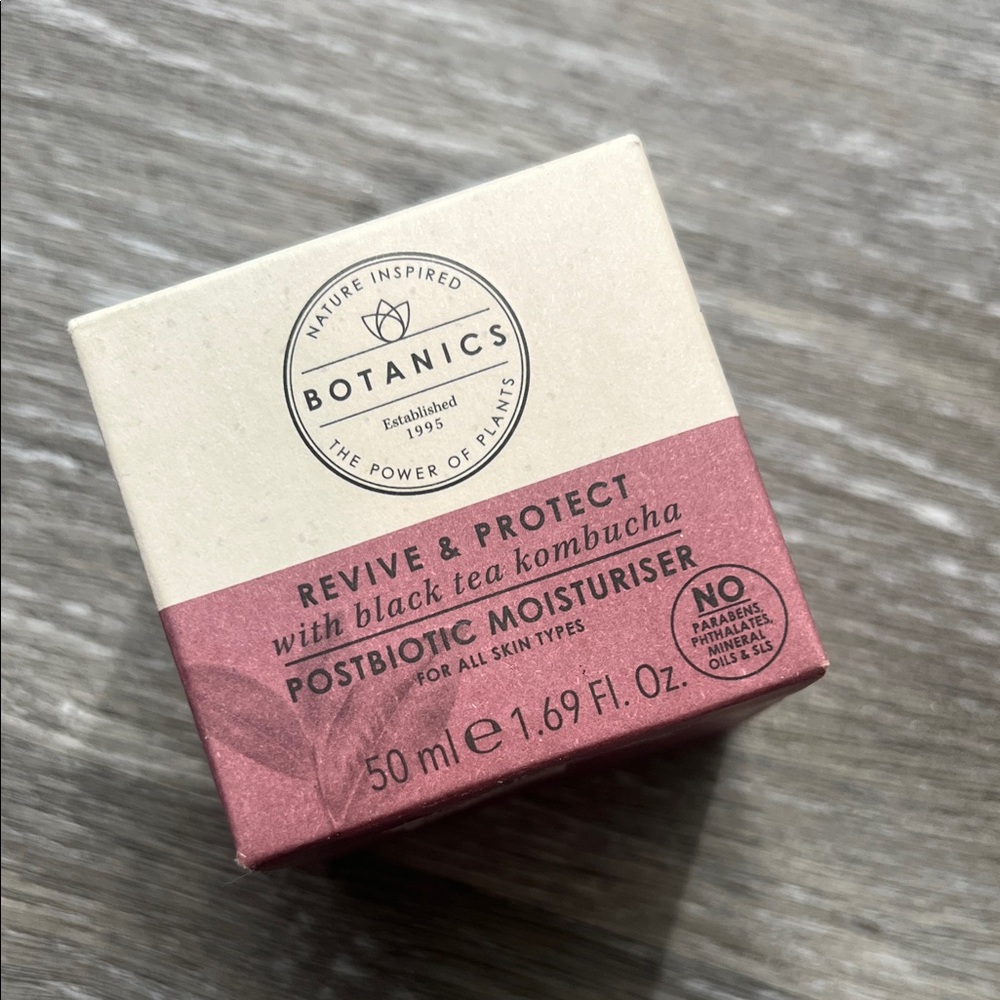 NATURE INSPIRED
BOTANICS
Established
1995
THE POWER OF PLANTS
REVIVE & PROTECT
with black tea kombucha
POSTBIOTIC MOISTURISER
FOR ALL SKIN TYPES
50 ml e 1.69 Fl. Oz.
NO
PARABENS,
PHTHALATES,
MINERAL
OILS & SLS